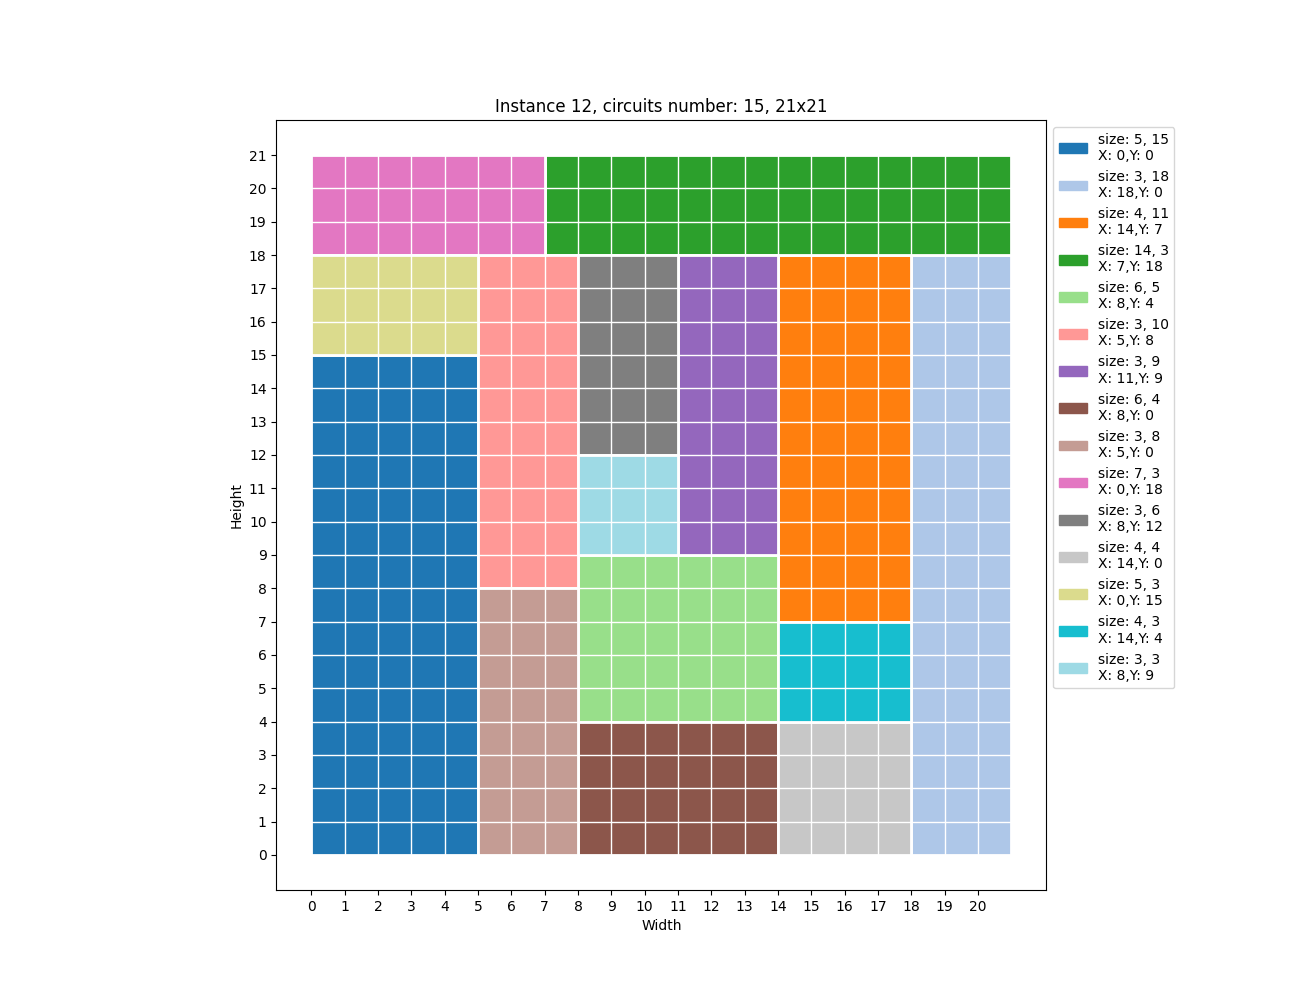 Instance 12, circuits number: 15, 21x21
21
20
19
18
17
16
15
14
13
12
11
10
9
8
7
6
5
4
3
2
1
0
Height
0 1 2 3 4 5 6 7 8 9 10 11 12 13 14 15 16 17 18 19 20
Width
size: 5, 15
X: 0,Y: 0
size: 3, 18
X: 18,Y: 0
size: 4, 11
X: 14,Y: 7
size: 14, 3
X: 7,Y: 18
size: 6, 5
X: 8,Y: 4
size: 3, 10
X: 5,Y: 8
size: 3, 9
X: 11,Y: 9
size: 6, 4
X: 8,Y: 0
size: 3, 8
X: 5,Y: 0
size: 7, 3
X: 0,Y: 18
size: 3, 6
X: 8,Y: 12
size: 4, 4
X: 14,Y: 0
size: 5, 3
X: 0,Y: 15
size: 4, 3
X: 14,Y: 4
size: 3, 3
X: 8,Y: 9